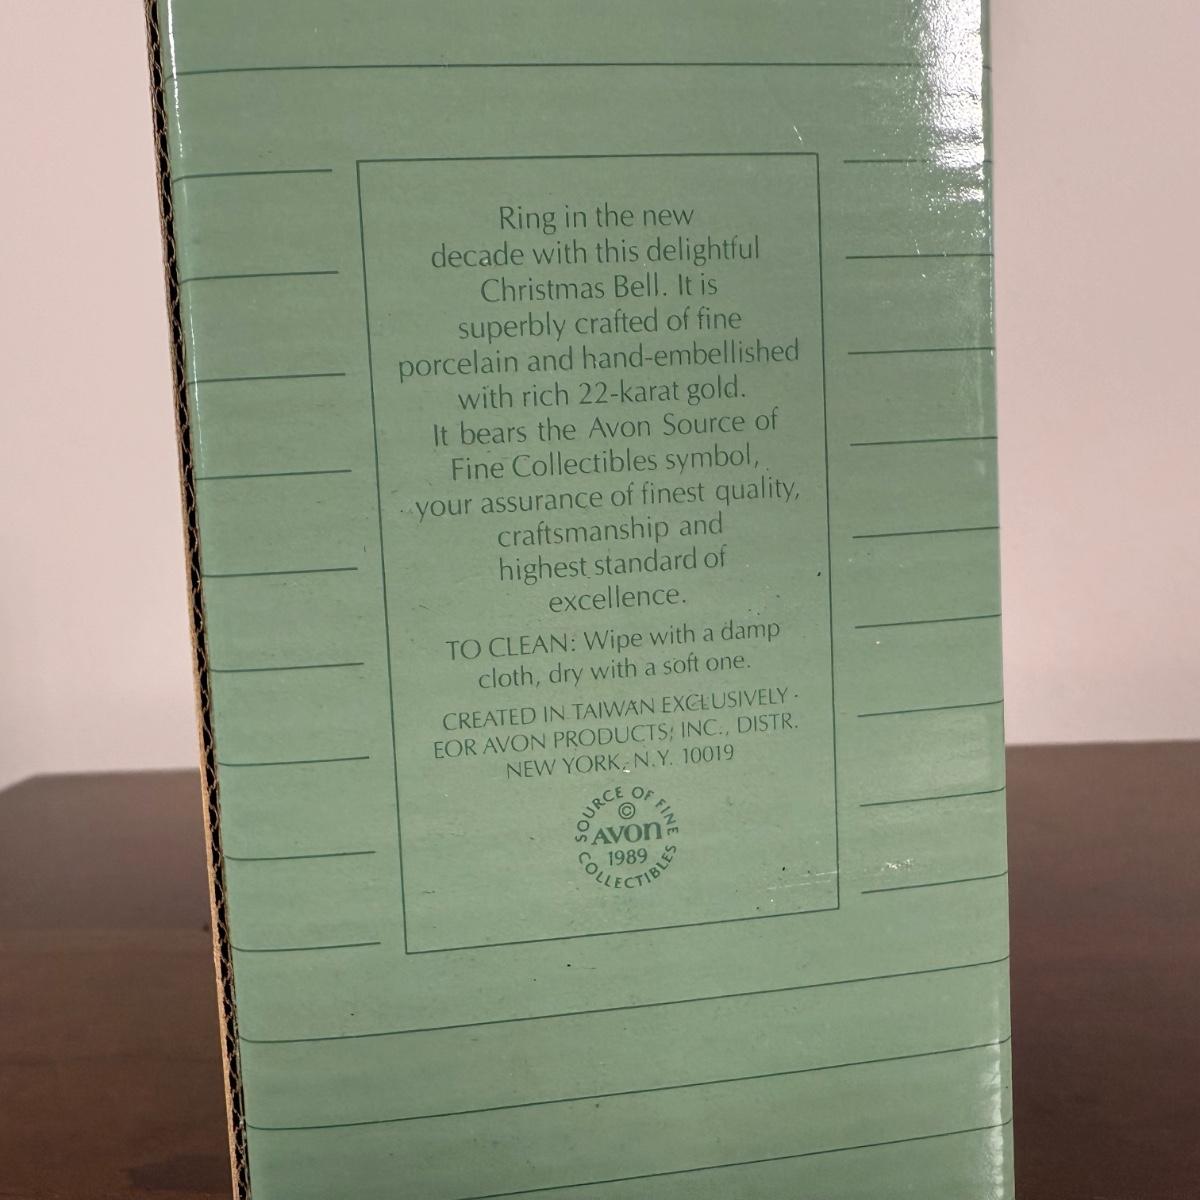 Ring in the new
decade with this delightful
Christmas Bell. It is
superbly crafted of fine
porcelain and hand-embellished
with rich 22-karat gold.
It bears the Avon Source of
Fine Collectibles symbol,
your assurance of finest quality,
craftsmanship and
highest standard of
excellence.
TO CLEAN: Wipe with a damp
cloth, dry with a soft one.
CREATED IN TAIWAN EXCLUSIVELY
FOR AVON PRODUCTS, INC., DISTR.
NEW YORK, N.Y. 10019
SOURCE OF FINE
©
AVON
1989
COLLECTIBLES